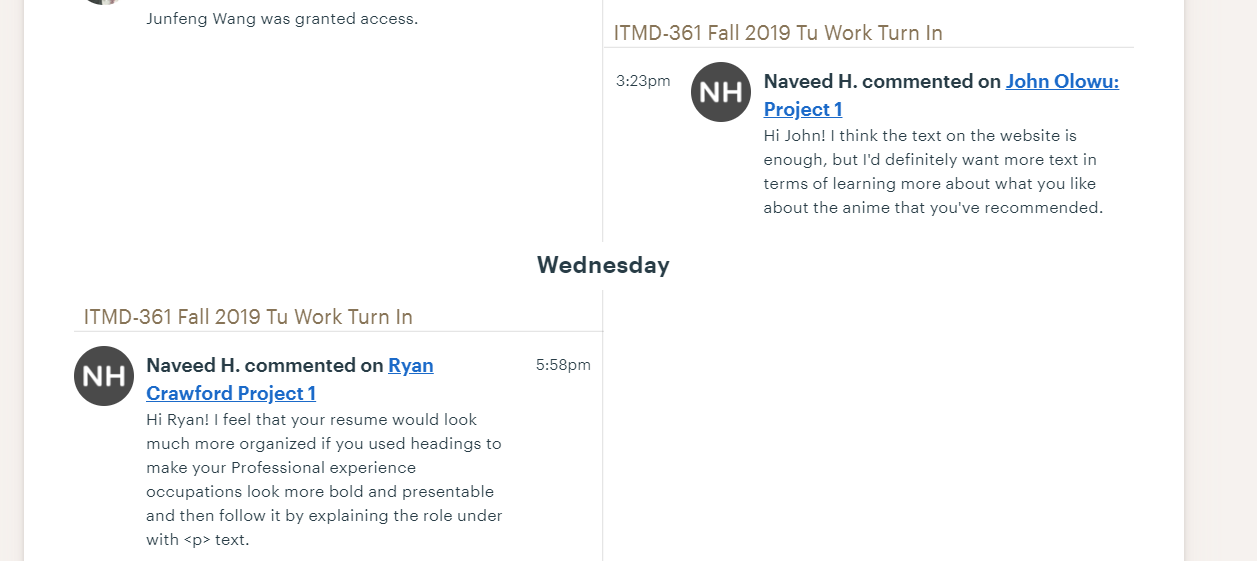 Junfeng Wang was granted access.
ITMD-361 Fall 2019 Tu Work Turn In
3:23pm
NH
Naveed H. commented on John Olowu:
Project 1
Hi John! I think the text on the website is
enough, but I'd definitely want more text in
terms of learning more about what you like
about the anime that you've recommended.
Wednesday
ITMD-361 Fall 2019 Tu Work Turn In
NH
Naveed H. commented on Ryan
Crawford Project 1
5:58pm
Hi Ryan! I feel that your resume would look
much more organized if you used headings to
make your Professional experience
occupations look more bold and presentable
and then follow it by explaining the role under
with <p> text.